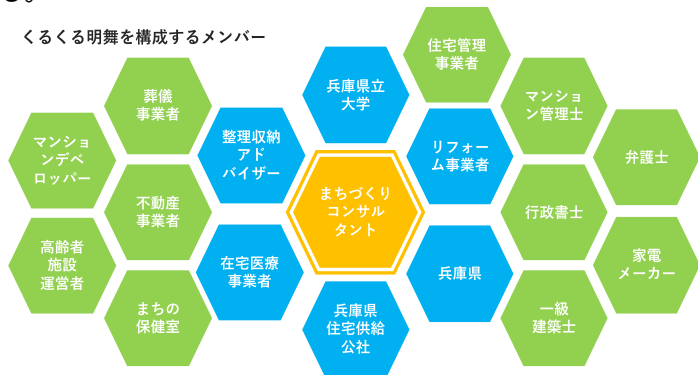 る。
くるくる明舞を構成するメンバー
住宅管理
事業者
兵庫県立
大学
葬儀
事業者
マンショ
ン管理士
整理収納
アド
バイザー
リフォー
ム事業者
マンショ
ンデベ
ロッパー
弁護士
まちづくり
コンサル
タント
不動産
事業者
行政書士
高齢者
施設
運営者
在宅医療
事業者
兵庫県
家電
メーカー
まちの
保健室
兵庫県
住宅供給
公社
一級
建築士